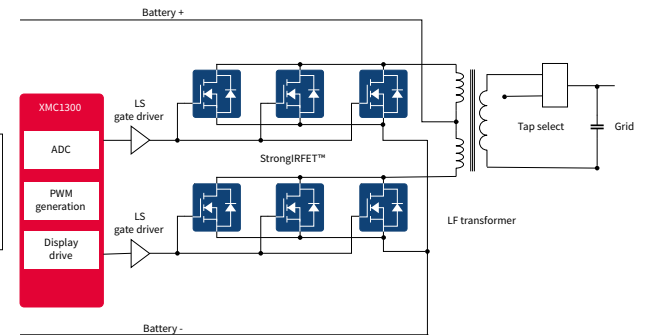 Battery +
XMC1300
ADC
PWM
generation
Display
drive
LS
gate driver
StrongIRFET™
LS
gate driver
Tap select
Grid
LF transformer
Battery -